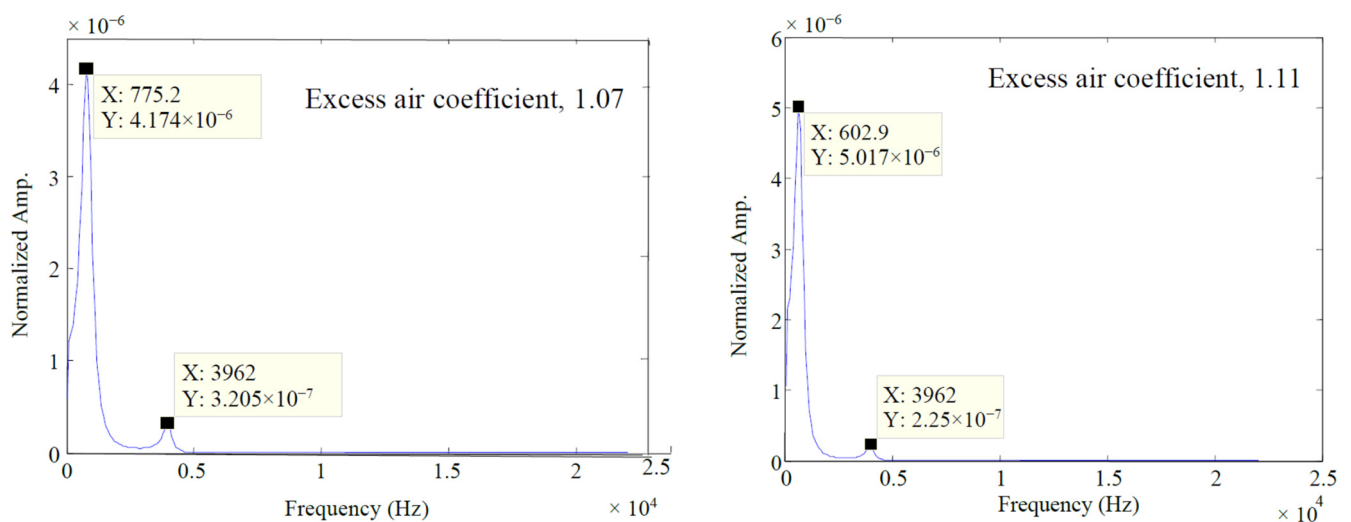 × 10⁻⁶
4
3
2
1
0
Normalized Amp.
X: 775.2
Y: 4.174×10⁻⁶
Excess air coefficient, 1.07
X: 3962
Y: 3.205×10⁻⁷
0 0.5 1 1.5 2 2.5
Frequency (Hz)
× 10⁴
× 10⁻⁶
6
5
4
3
2
1
0
Normalized Amp.
Excess air coefficient, 1.11
X: 602.9
Y: 5.017×10⁻⁶
X: 3962
Y: 2.25×10⁻⁷
0 0.5 1 1.5 2 2.5
Frequency (Hz)
× 10⁴